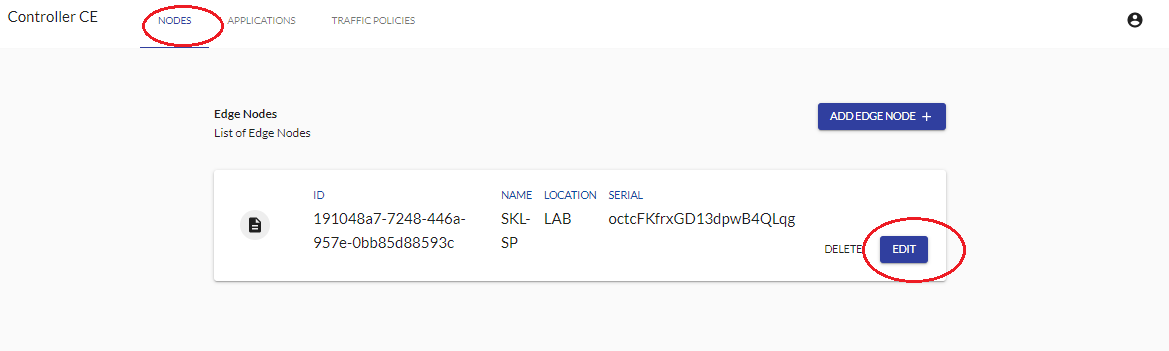 Controller CE
NODES
APPLICATIONS
TRAFFIC POLICIES
Edge Nodes
List of Edge Nodes
ADD EDGE NODE +
ID NAME LOCATION SERIAL
191048a7-7248-446a- SKL- LAB octcFKfrxGD13dpwB4QLqg
957e-0bb85d88593c SP
DELETE EDIT